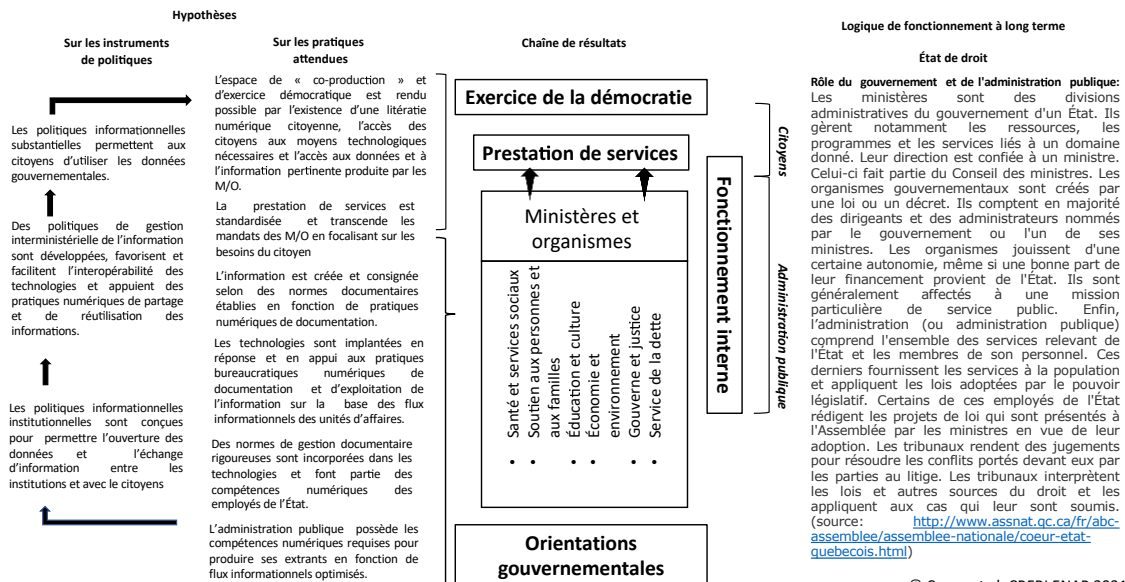 Hypothèses
Sur les instruments
de politiques
Les politiques informationnelles
substantielles permettent aux
citoyens d'utiliser les données
gouvernementales.
Des politiques de gestion
interministérielle de l'information
sont développées, favorisent et
facilitent l'interopérabilité des
technologies et appuient des
pratiques numériques de partage
et de réutilisation des
informations.
Les politiques informationnelles
institutionnelles sont conçues
pour permettre l'ouverture des
données et l'échange
d'information entre les
institutions et avec le citoyens
Sur les pratiques
attendues
L'espace de « co-production » et
d'exercice démocratique est rendu
possible par l'existence d'une litératie
numérique citoyenne, l'accès des
citoyens aux moyens technologiques
nécessaires et l'accès aux données et à
l'information pertinente produite par les
M/O.
La prestation de services est
standardisée et transcende les
mandats des M/O en focalisant sur les
besoins du citoyen
L'information est créée et consignée
selon des normes documentaires
établies en fonction de pratiques
numériques de documentation.
Les technologies sont implantées en
réponse et en appui aux pratiques
bureaucratiques numériques de
documentation et d'exploitation de
l'information sur la base des flux
informationnels des unités d'affaires.
Des normes de gestion documentaire
rigoureuses sont incorporées dans les
technologies et font partie des
compétences numériques des
employés de l'État.
L'administration publique possède les
compétences numériques requises pour
produire ses extrants en fonction de
flux informationnels optimisés.
Chaîne de résultats
Exercice de la démocratie
Prestation de services
Ministères et
organismes
• Santé et services sociaux
• Soutien aux personnes et
aux familles
• Éducation et culture
• Économie et
environnement
• Gouverne et justice
• Service de la dette
Orientations
gouvernementales
Fonctionnement interne
Citoyens
Administration publique
Logique de fonctionnement à long terme
État de droit
Rôle du gouvernement et de l'administration publique:
Les ministères sont des divisions
administratives du gouvernement d'un État. Ils
gèrent notamment les ressources, les
programmes et les services liés à un domaine
donné. Leur direction est confiée à un ministre.
Celui-ci fait partie du Conseil des ministres. Les
organismes gouvernementaux sont créés par
une loi ou un décret. Ils comptent en majorité
des dirigeants et des administrateurs nommés
par le gouvernement ou l'un de ses
ministres. Les organismes jouissent d'une
certaine autonomie, même si une bonne part de
leur financement provient de l'État. Ils sont
généralement affectés à une mission
particulière de service public. Enfin,
l'administration (ou administration publique)
comprend l'ensemble des services relevant de
l'État et les membres de son personnel. Ces
derniers fournissent les services à la population
et appliquent les lois adoptées par le pouvoir
législatif. Certains de ces employés de l'État
rédigent les projets de loi qui sont présentés à
l'Assemblée par les ministres en vue de leur
adoption. Les tribunaux rendent des jugements
pour résoudre les conflits portés devant eux par
les parties au litige. Les tribunaux interprètent
les lois et autres sources du droit et les
appliquent aux cas qui leur sont soumis.
(source: http://www.assnat.qc.ca/fr/abc-
assemblee/assemblee-nationale/coeur-etat-
quebecois.html)